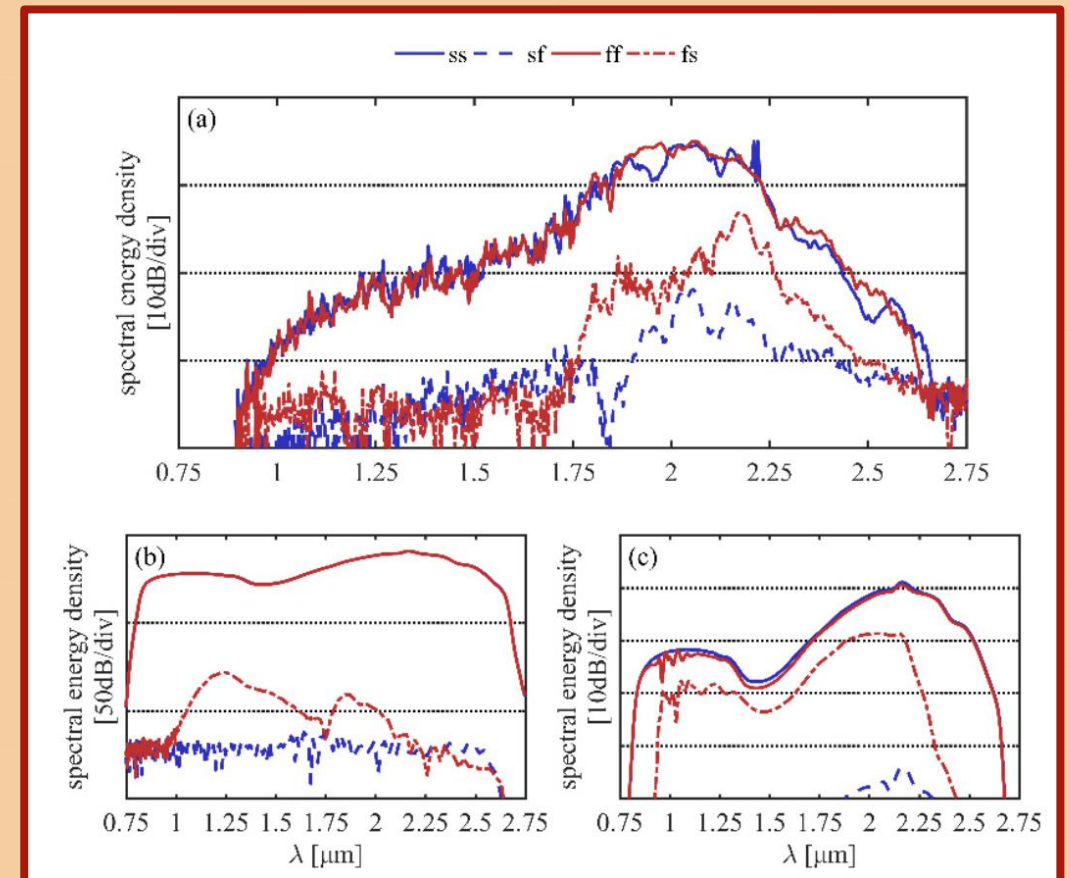 ss sf ff fs
(a)
spectral energy density
[10dB/div]
0.75 1 1.25 1.5 1.75 2 2.25 2.5 2.75
(b)
spectral energy density
[50dB/div]
0.75 1 1.25 1.5 1.75 2 2.25 2.5 2.75
λ [μm]
(c)
spectral energy density
[10dB/div]
0.75 1 1.25 1.5 1.75 2 2.25 2.5 2.75
λ [μm]